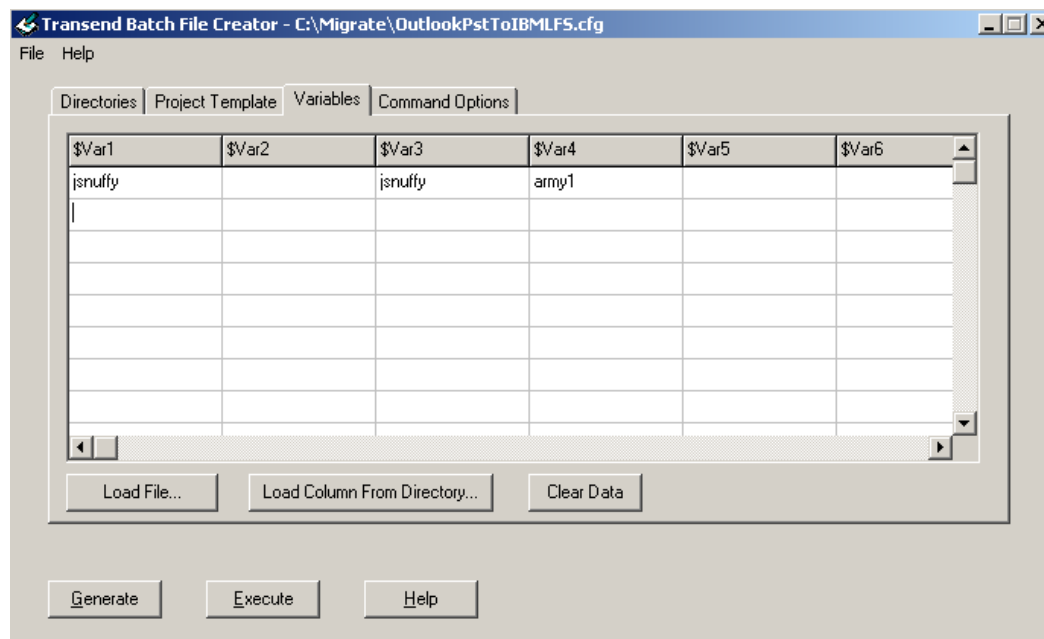 Transend Batch File Creator - C:\Migrate\OutlookPstToIBMLFS.cfg
File Help
Directories Project Template Variables Command Options
$Var1 $Var2 $Var3 $Var4 $Var5 $Var6
jsnuffy jsnuffy army1
Load File... Load Column From Directory... Clear Data
Generate Execute Help